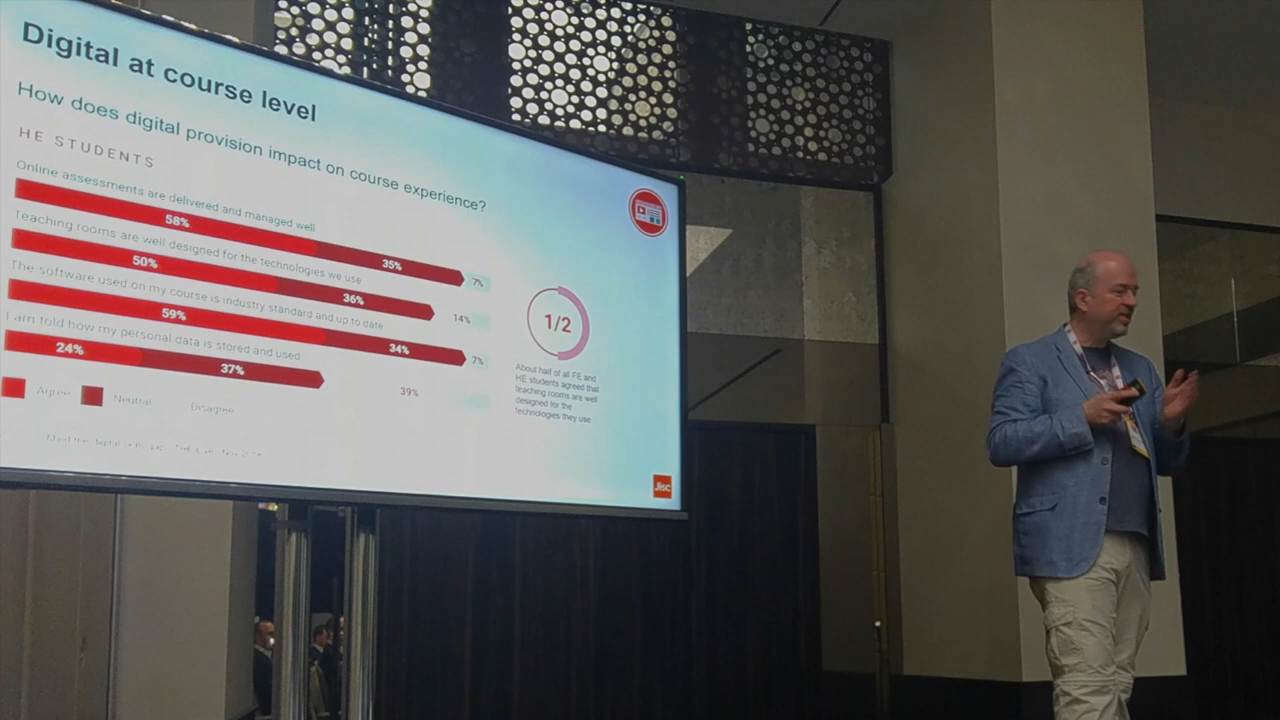 Digital at course level
How does digital provision impact on course experience?
HE STUDENTS
Online assessments are delivered and managed well
58% 35% 7%
Teaching rooms are well designed for the technologies we use
50% 36% 14%
The software used on my course is industry standard and up to date
59% 34% 7%
I am told how my personal data is stored and used
24% 37% 39%
Agree Neutral Disagree
1/2
About half of all FE and
HE students agreed that
teaching rooms are well
designed for the
technologies they use
Jisc